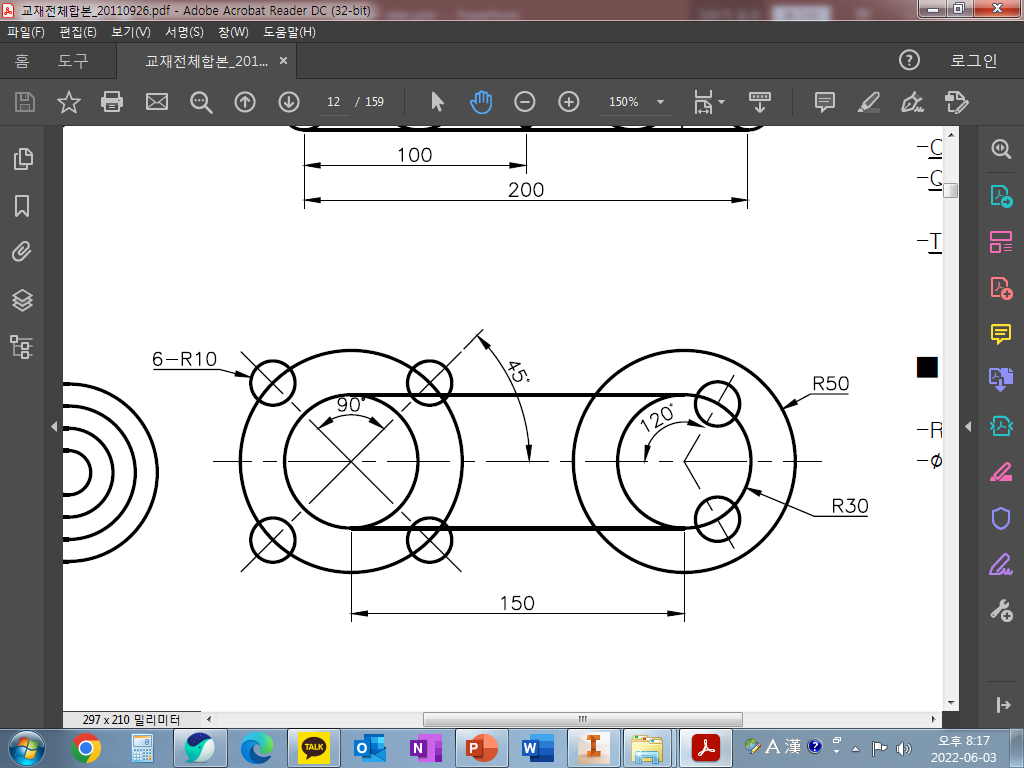 교재전체합본_20110926.pdf - Adobe Acrobat Reader DC (32-bit)
파일(F) 편집(E) 보기(V) 서명(S) 창(W) 도움말(H)
홈 도구 교재전체합본_201... × ? 로그인
12 / 159 150%
100
200
6-R10
45°
90°
120°
R50
R30
150
297 x 210 밀리미터
TALK
A 漢 ?
오후 8:17
2022-06-03